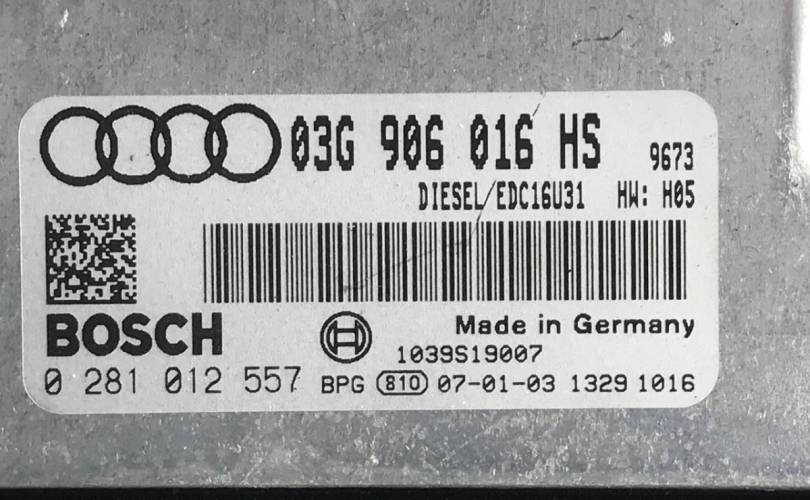 03G 906 016 HS 9673
DIESEL/EDC16U31 HW: H05
BOSCH
Made in Germany
1039S19007
0 281 012 557 BPG 810 07-01-03 1329 1016